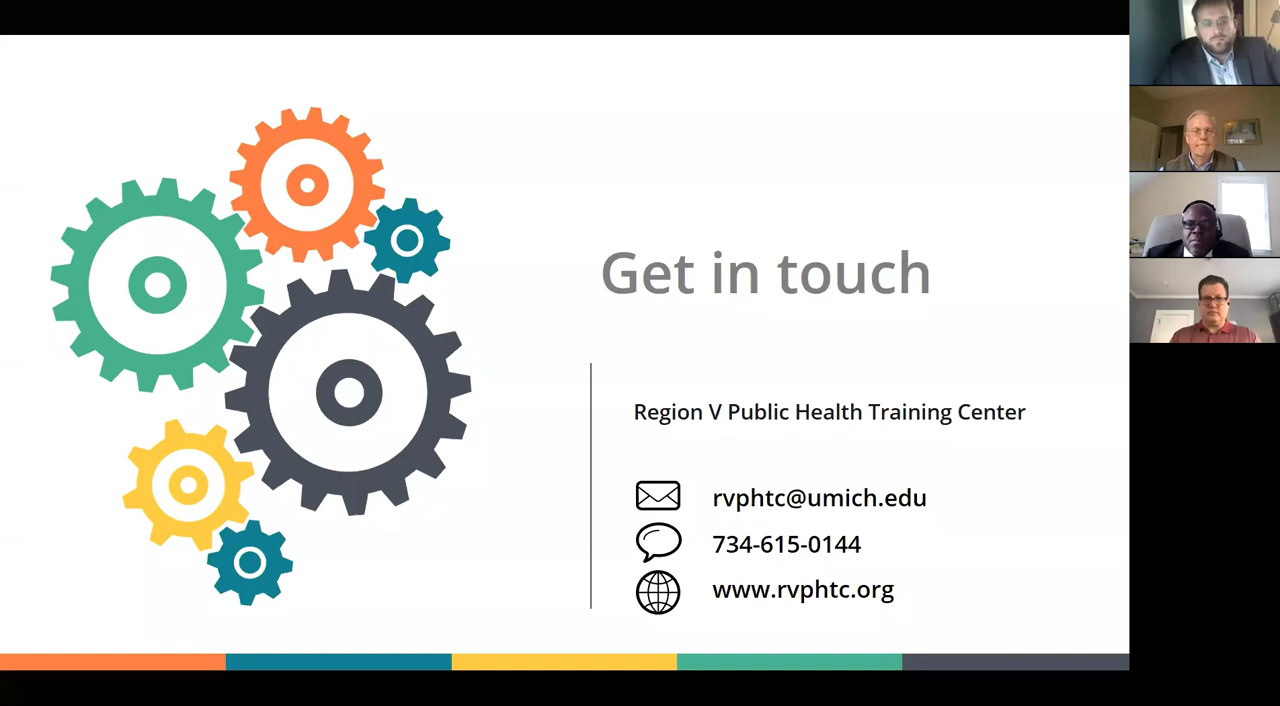 Get in touch
Region V Public Health Training Center
rvphtc@umich.edu
734-615-0144
www.rvphtc.org